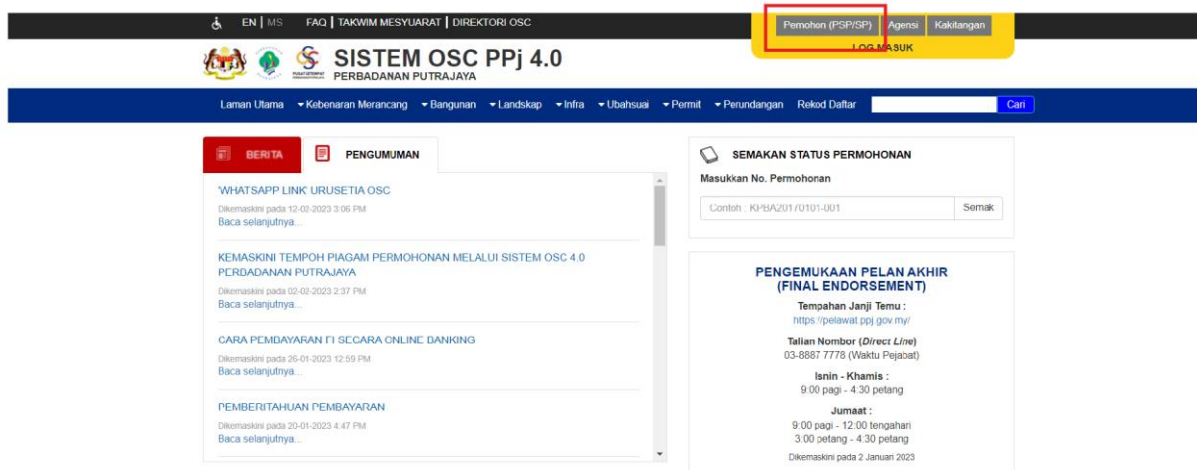 EN | MS FAQ | TAKWIM MESYUARAT | DIREKTORI OSC
Pemohon (PSP/SP) Agensi Kakitangan
LOG MASUK
SISTEM OSC PPj 4.0
PERBADANAN PUTRAJAYA
Laman Utama Kebenaran Merancang Bangunan Landskap Infra Ubahsuai Permit Perundangan Rekod Daftar Cari
BERITA PENGUMUMAN
'WHATSAPP LINK' URUSETIA OSC
Dikemaskini pada 12-02-2023 3:06 PM
Baca selanjutnya...
KEMASKINI TEMPOH PIAGAM PERMOHONAN MELALUI SISTEM OSC 4.0
PERBADANAN PUTRAJAYA
Dikemaskini pada 02-02-2023 2:37 PM
Baca selanjutnya...
CARA PEMBAYARAN FI SECARA ONLINE BANKING
Dikemaskini pada 26-01-2023 12:59 PM
Baca selanjutnya...
PEMBERITAHUAN PEMBAYARAN
Dikemaskini pada 20-01-2023 4:47 PM
Baca selanjutnya...
SEMAKAN STATUS PERMOHONAN
Masukkan No. Permohonan
Contoh : KPBA20170101-001 Semak
PENGEMUKAAN PELAN AKHIR
(FINAL ENDORSEMENT)
Tempahan Janji Temu :
https://pelawat.ppj.gov.my/
Talian Nombor (Direct Line)
03-8887 7778 (Waktu Pejabat)
Isnin - Khamis :
9:00 pagi - 4:30 petang
Jumaat :
9:00 pagi - 12:00 tengahari
3:00 petang - 4:30 petang
Dikemaskini pada 2 Januari 2023